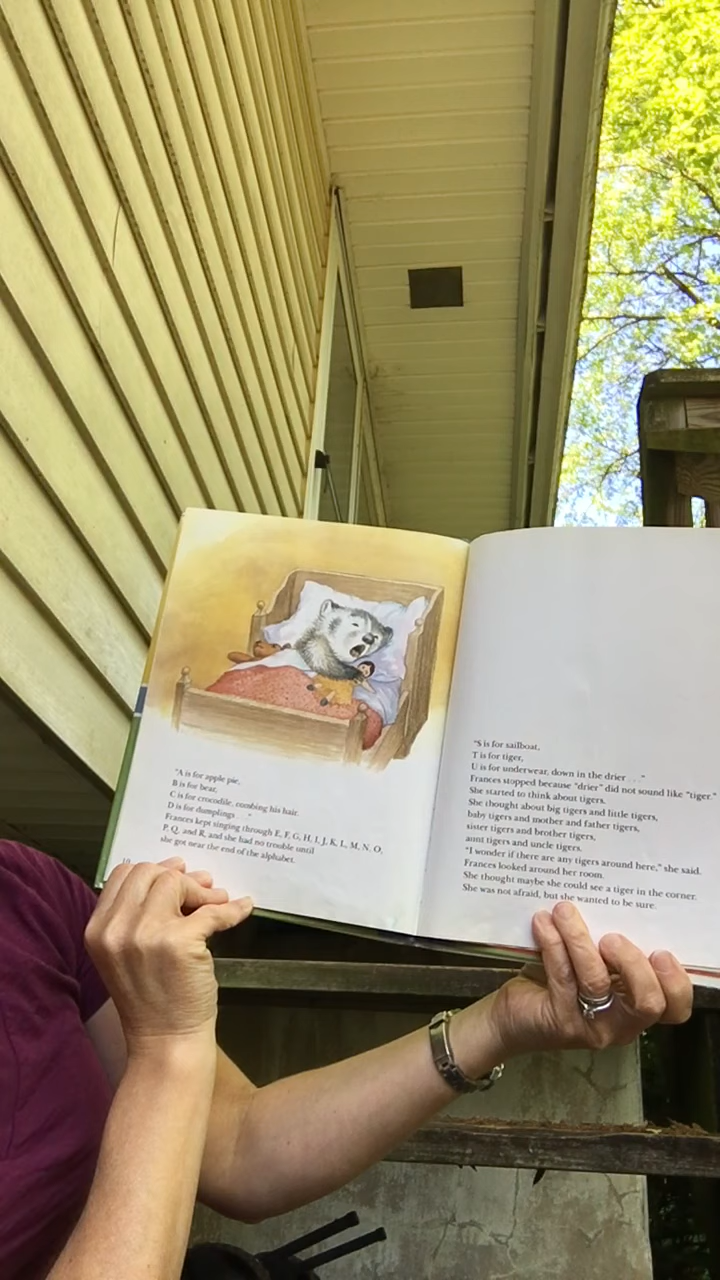 "A is for apple pie,
B is for bear,
C is for crocodile, combing his hair.
D is for dumplings . . ."
Frances kept singing through E, F, G, H, I, J, K, L, M, N, O,
P, Q, and R, and she had no trouble until
she got near the end of the alphabet.
10
"S is for sailboat,
T is for tiger,
U is for underwear, down in the drier . . ."
Frances stopped because "drier" did not sound like "tiger."
She started to think about tigers.
She thought about big tigers and little tigers,
baby tigers and mother and father tigers,
sister tigers and brother tigers,
aunt tigers and uncle tigers.
"I wonder if there are any tigers around here," she said.
Frances looked around her room.
She thought maybe she could see a tiger in the corner.
She was not afraid, but she wanted to be sure.